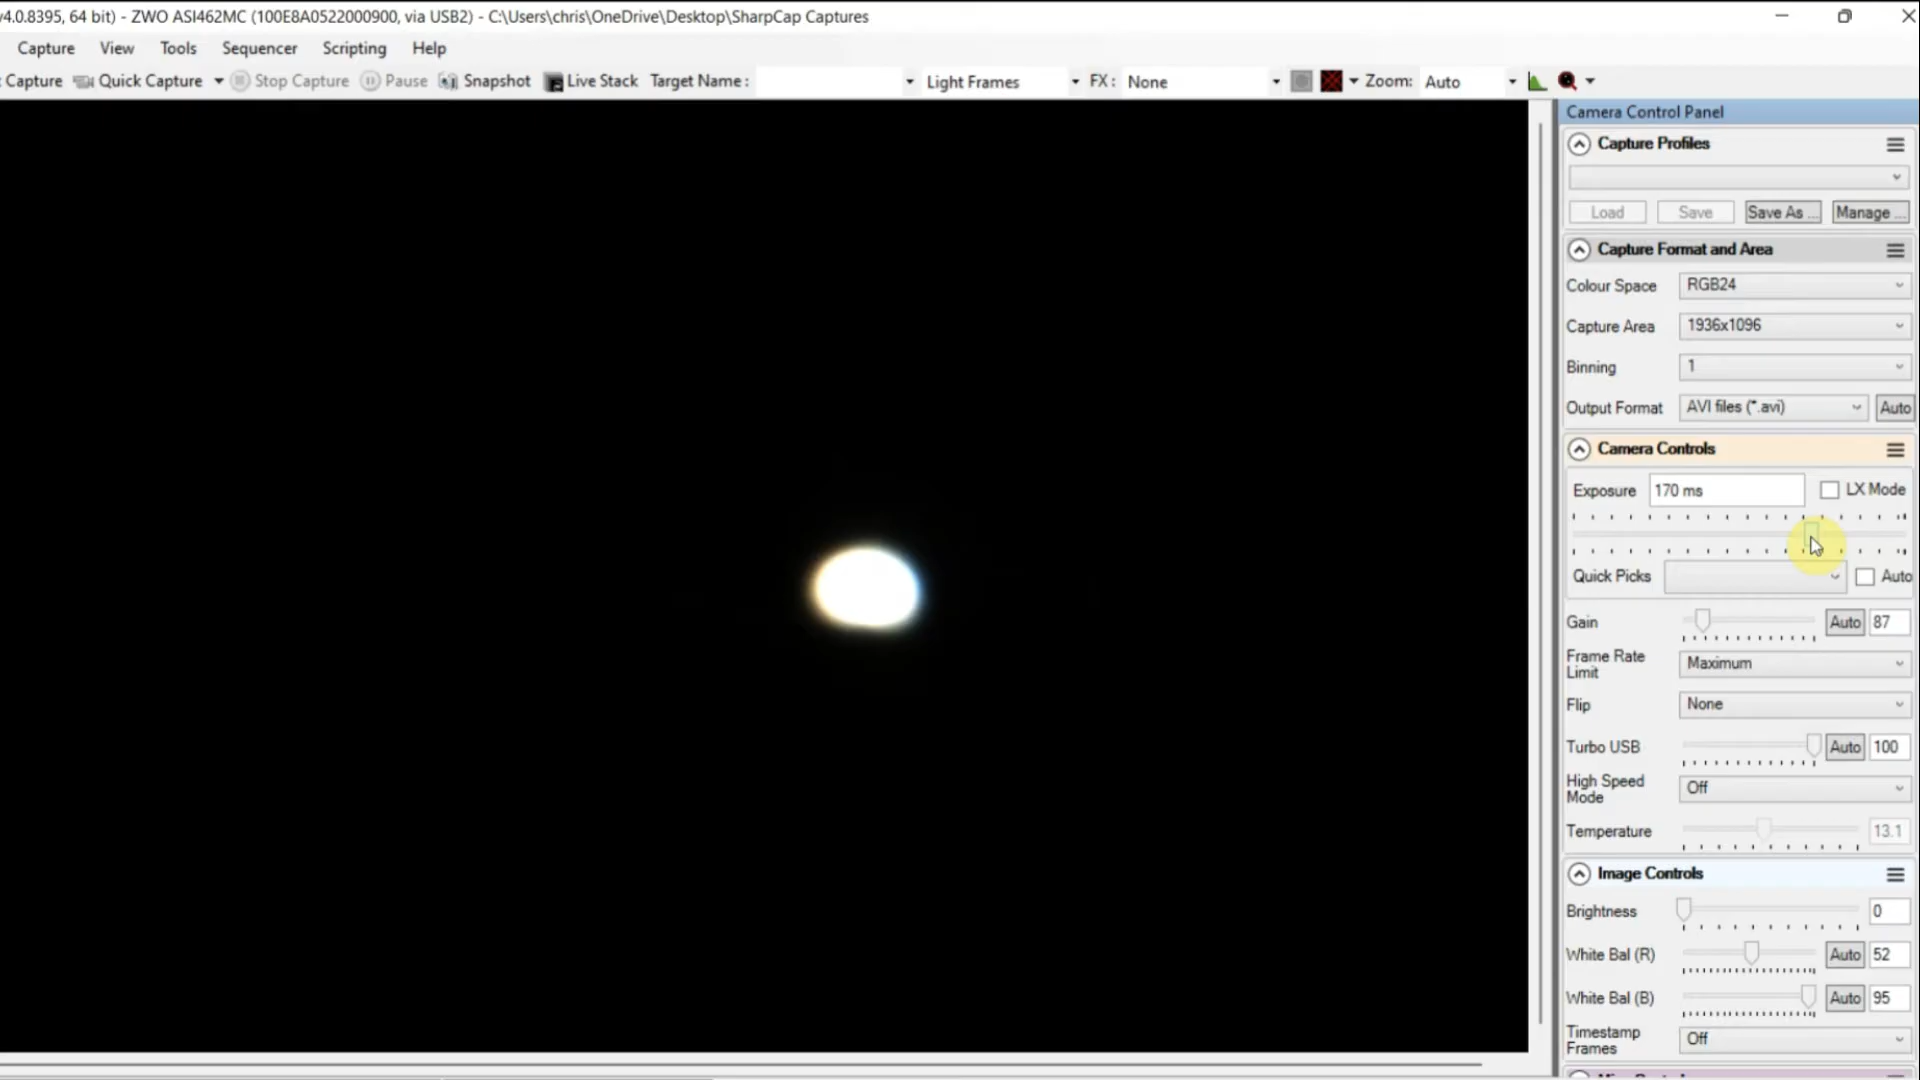 v4.0.8395, 64 bit) - ZWO ASI462MC (100E8A0522000900, via USB2) - C:\Users\chris\OneDrive\Desktop\SharpCap Captures
Capture View Tools Sequencer Scripting Help
Capture Quick Capture Stop Capture Pause Snapshot Live Stack Target Name : Light Frames FX : None Zoom: Auto
Camera Control Panel
Capture Profiles
Load Save Save As ... Manage ...
Capture Format and Area
Colour Space RGB24
Capture Area 1936x1096
Binning 1
Output Format AVI files (*.avi) Auto
Camera Controls
Exposure 170 ms LX Mode
Quick Picks Auto
Gain Auto 87
Frame Rate
Limit Maximum
Flip None
Turbo USB Auto 100
High Speed
Mode Off
Temperature 13.1
Image Controls
Brightness 0
White Bal (R) Auto 52
White Bal (B) Auto 95
Timestamp
Frames Off